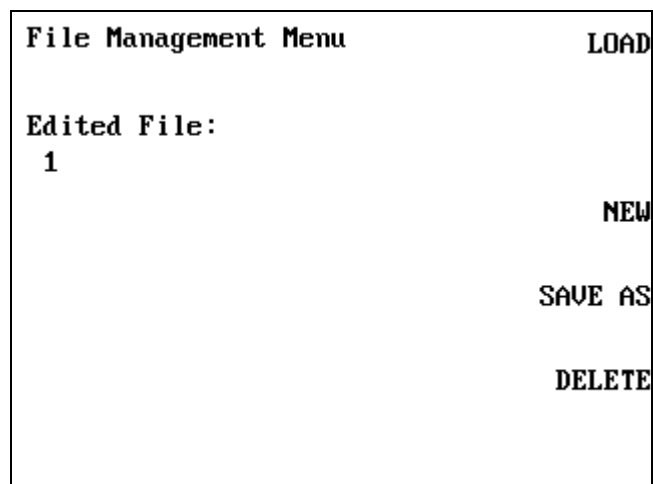 File Management Menu
LOAD
Edited File:
1
NEW
SAVE AS
DELETE